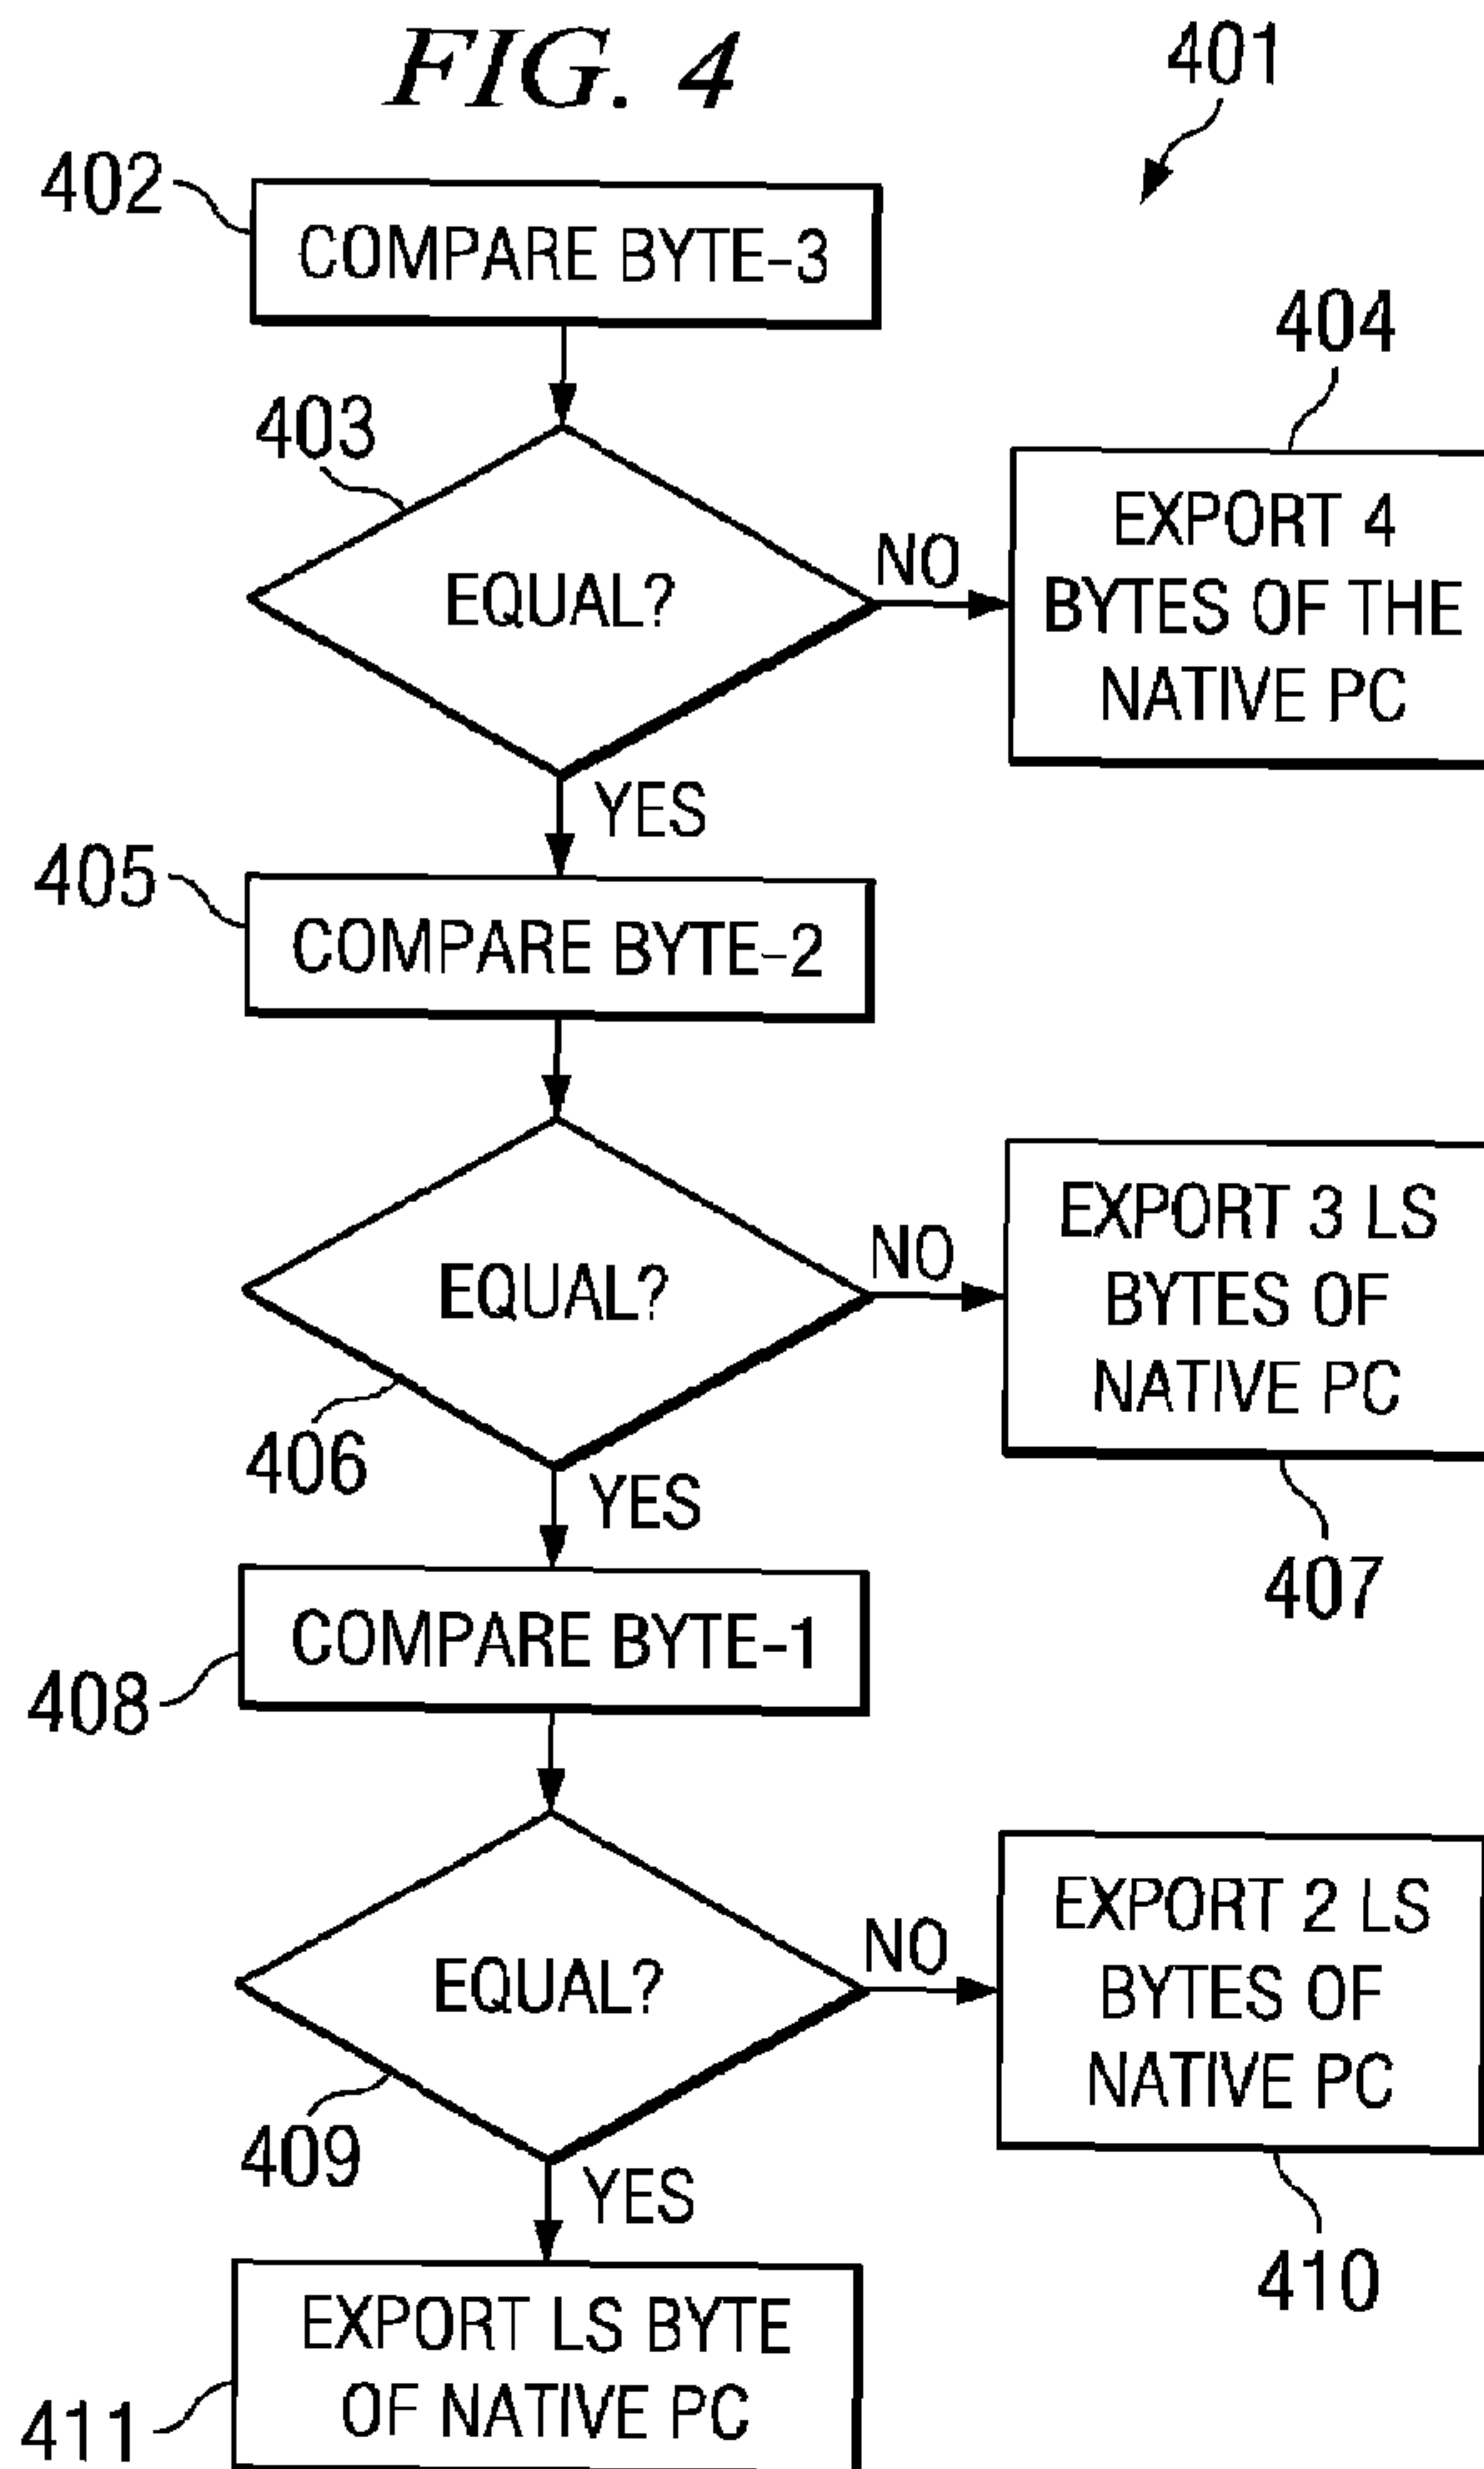 FIG. 4
401
402
COMPARE BYTE-3
404
403
EQUAL?
NO
EXPORT 4
BYTES OF THE
NATIVE PC
YES
405
COMPARE BYTE-2
EQUAL?
NO
EXPORT 3 LS
BYTES OF
NATIVE PC
406
YES
407
COMPARE BYTE-1
408
EQUAL?
NO
EXPORT 2 LS
BYTES OF
NATIVE PC
409
YES
410
EXPORT LS BYTE
OF NATIVE PC
411